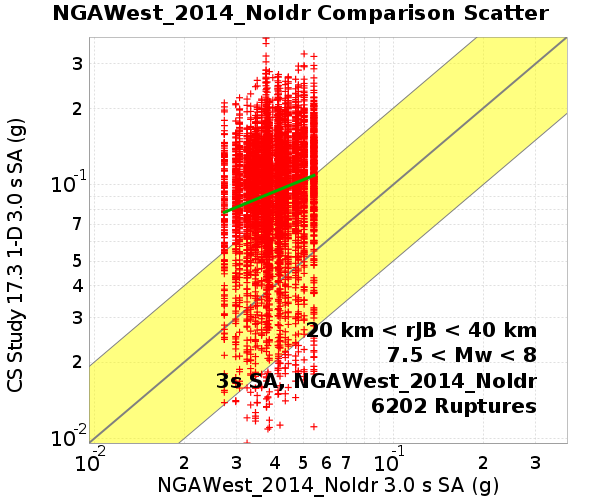 NGAWest_2014_NoIdr Comparison Scatter
CS Study 17.3 1-D 3.0 s SA (g)
3
2
10-1
7
5
4
3
2
10-2
20 km < rJB < 40 km
7.5 < Mw < 8
3s SA, NGAWest_2014_NoIdr
6202 Ruptures
10-2 2 3 4 5 6 7 10-1 2 3
NGAWest_2014_NoIdr 3.0 s SA (g)